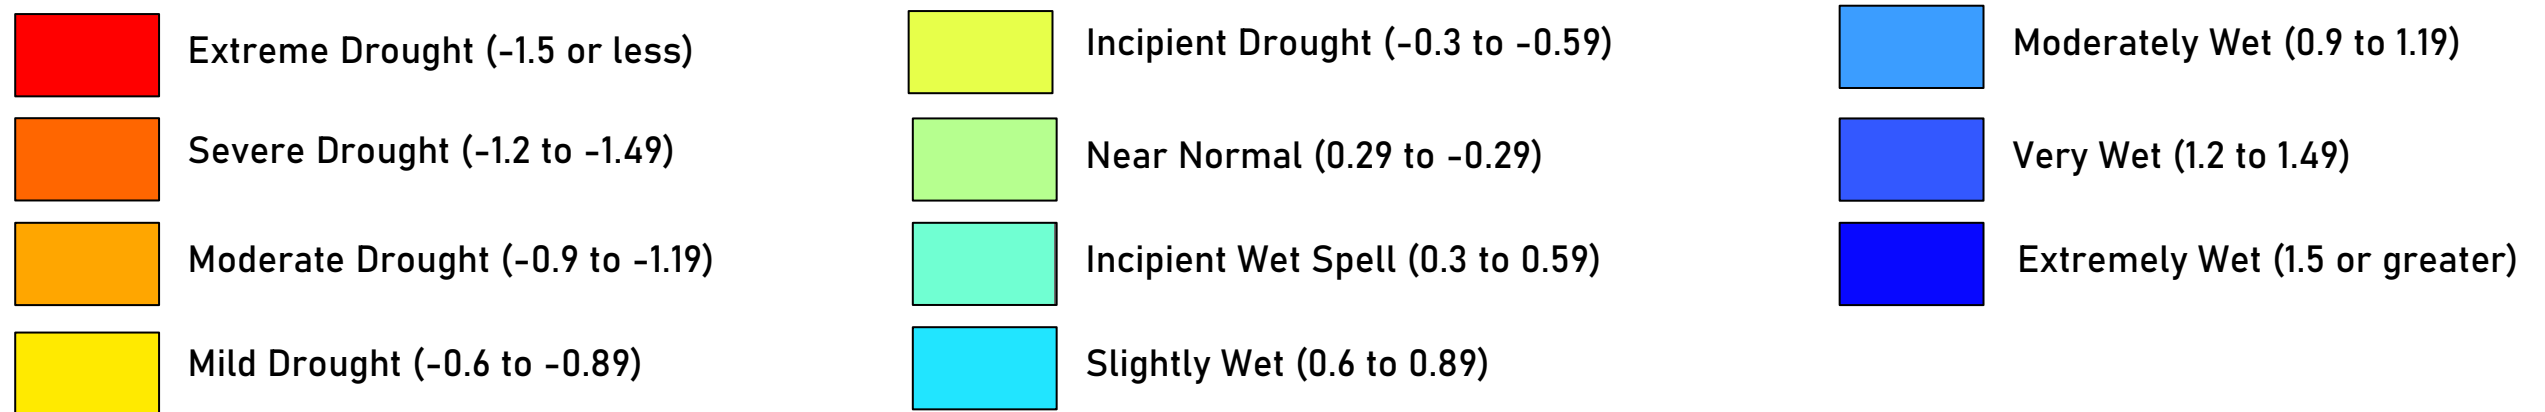 Extreme Drought (-1.5 or less)
Severe Drought (-1.2 to -1.49)
Moderate Drought (-0.9 to -1.19)
Mild Drought (-0.6 to -0.89)
Incipient Drought (-0.3 to -0.59)
Near Normal (0.29 to -0.29)
Incipient Wet Spell (0.3 to 0.59)
Slightly Wet (0.6 to 0.89)
Moderately Wet (0.9 to 1.19)
Very Wet (1.2 to 1.49)
Extremely Wet (1.5 or greater)